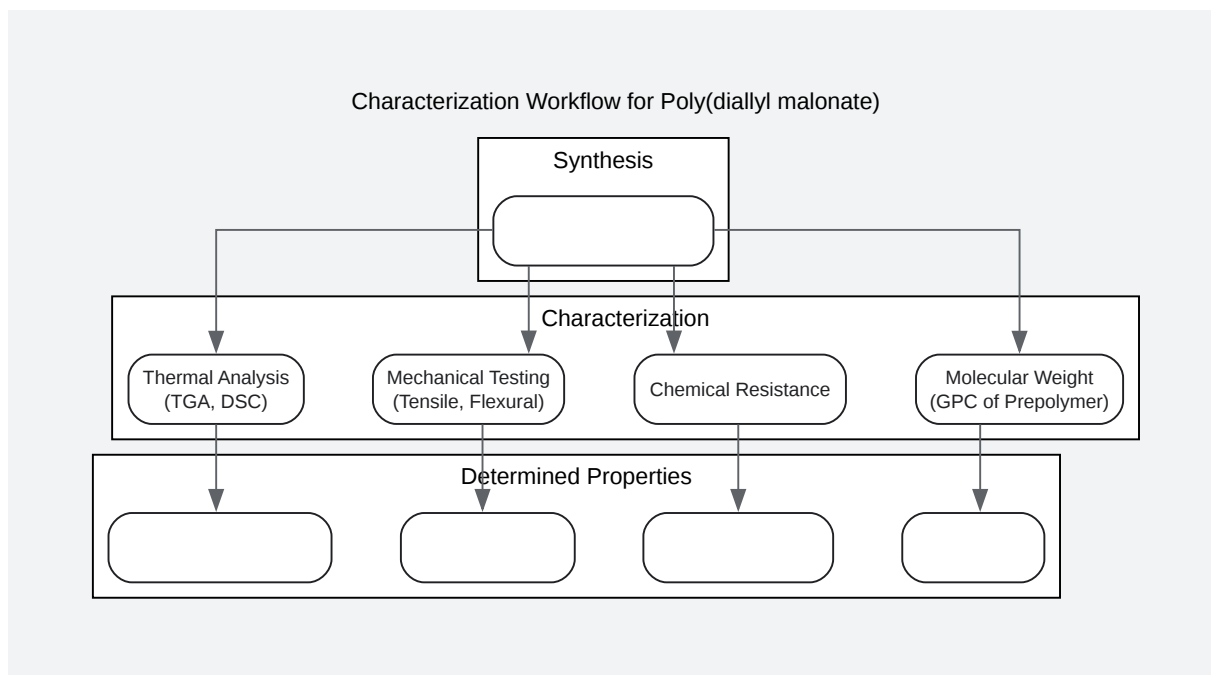 Characterization Workflow for Poly(diallyl malonate)
Synthesis
Characterization
Thermal Analysis
(TGA, DSC)
Mechanical Testing
(Tensile, Flexural)
Chemical Resistance
Molecular Weight
(GPC of Prepolymer)
Determined Properties